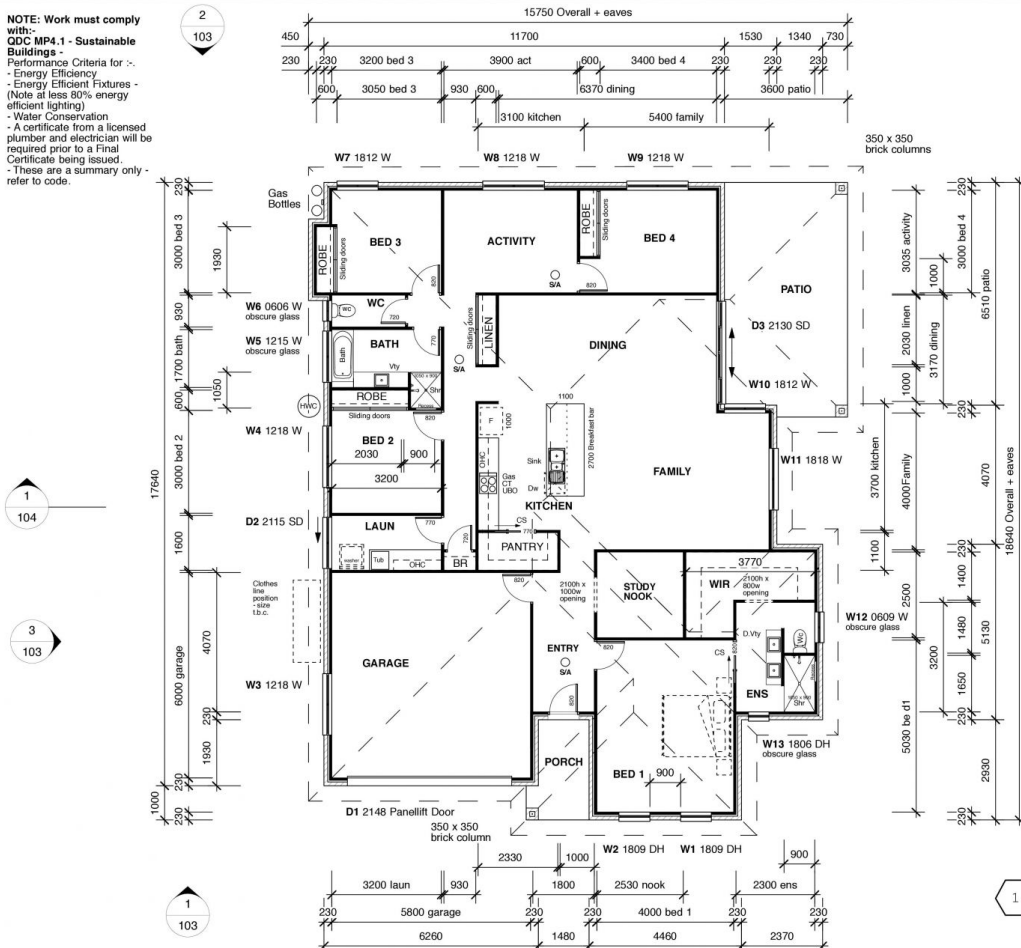 NOTE: Work must comply
with:-
QDC MP4.1 - Sustainable
Buildings -
Performance Criteria for :-.
- Energy Efficiency
- Energy Efficient Fixtures -
(Note at less 80% energy
efficient lighting)
- Water Conservation
- A certificate from a licensed
plumber and electrician will be
required prior to a Final
Certificate being issued.
- These are a summary only -
refer to code.
2
103
15750 Overall + eaves
450 11700 1530 1340 730
230 230 3200 bed 3 3900 act 600 3400 bed 4 230 230 230
600 3050 bed 3 930 600 6370 dining 3600 patio
3100 kitchen 5400 family
350 x 350
brick columns
W7 1812 W W8 1218 W W9 1218 W
Gas
Bottles
ROBE
Sliding doors
BED 3
820
ACTIVITY
S/A
ROBE
Sliding doors
BED 4
820
PATIO
W6 0606 W
obscure glass
WC
WC
720
W5 1215 W
obscure glass
BATH
Bath
Vty
770
Shr
Sliding doors
LINEN
S/A
DINING
D3 2130 SD
W10 1812 W
HWC
ROBE
Sliding doors
820
W4 1218 W
BED 2
2030 900
3200
F
1000
OHC
Gas
CT
UBO
Sink
Dw
1100
2700 Breakfast bar
KITCHEN
FAMILY
W11 1818 W
D2 2115 SD
LAUN
770
720
washer
Tub
OHC
BR
CS
770
PANTRY
Clothes
line
position
- size
t.b.c.
820
2100h x
1000w
opening
STUDY
NOOK
3770
WIR
2100h x
800w
opening
W12 0609 W
obscure glass
GARAGE
ENTRY
S/A
820
820
CS
820
D.Vty
Wc
ENS
Shr
W3 1218 W
W13 1806 DH
obscure glass
PORCH
BED 1
900
D1 2148 Panellift Door
350 x 350
brick column
W2 1809 DH W1 1809 DH
17640
1000
230
3000 bed 3
930
1700 bath
600
3000 bed 2
1600
6000 garage
230
230
1930
1050
4070
230
1930
3035 activity
1000
2030 linen
3170 dining
1000
3700 kitchen
4000Family
1100
2500
3200
5030 be d1
230
3000 bed 4
6510 patio
230
4070
230
1400
1480
5130
1650
230
2930
230
18640 Overall + eaves
1
104
3
103
1
103
2330 1000 900
3200 laun 930 1800 2530 nook 2300 ens
230 5800 garage 230 230 4000 bed 1 230 230
6260 1480 4460 2370
1